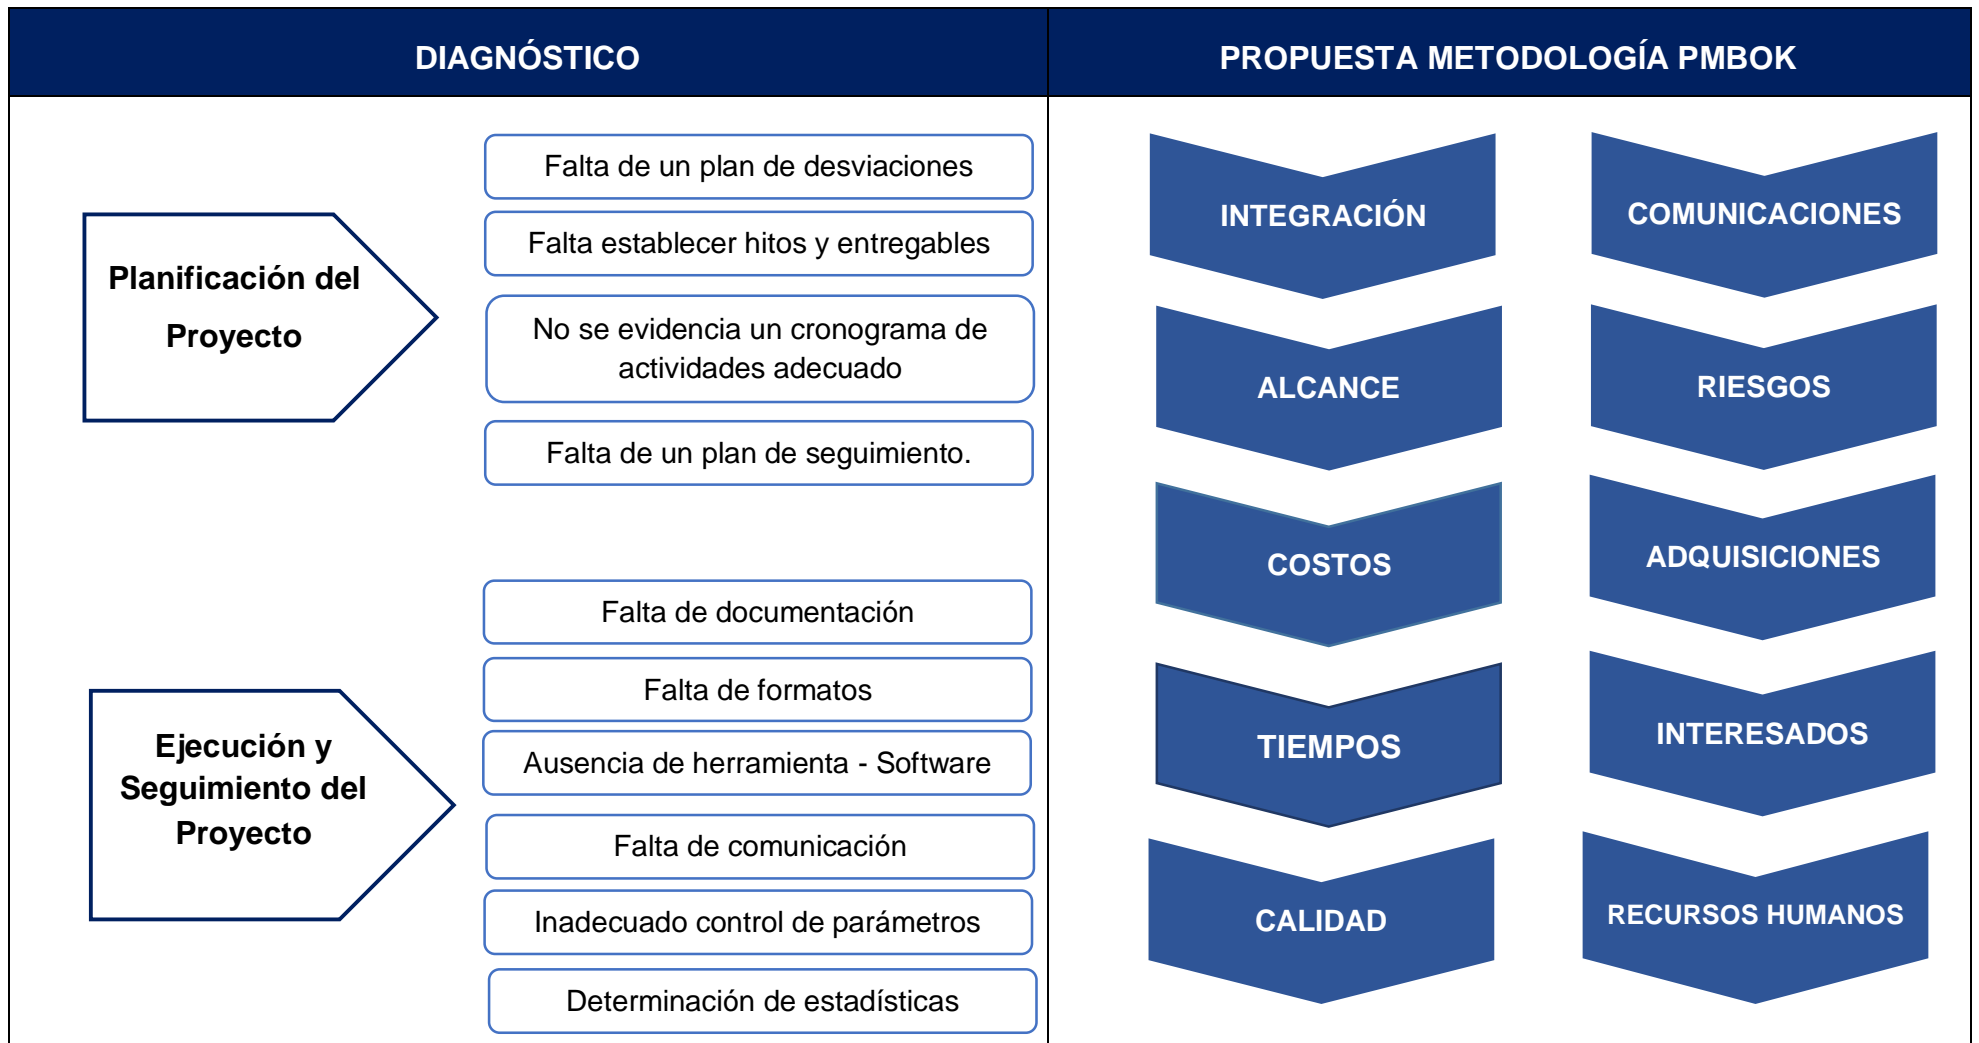 DIAGNÓSTICO
PROPUESTA METODOLOGÍA PMBOK
Planificación del
Proyecto
Falta de un plan de desviaciones
Falta establecer hitos y entregables
No se evidencia un cronograma de
actividades adecuado
Falta de un plan de seguimiento.
Ejecución y
Seguimiento del
Proyecto
Falta de documentación
Falta de formatos
Ausencia de herramienta - Software
Falta de comunicación
Inadecuado control de parámetros
Determinación de estadísticas
INTEGRACIÓN
ALCANCE
COSTOS
TIEMPOS
CALIDAD
COMUNICACIONES
RIESGOS
ADQUISICIONES
INTERESADOS
RECURSOS HUMANOS